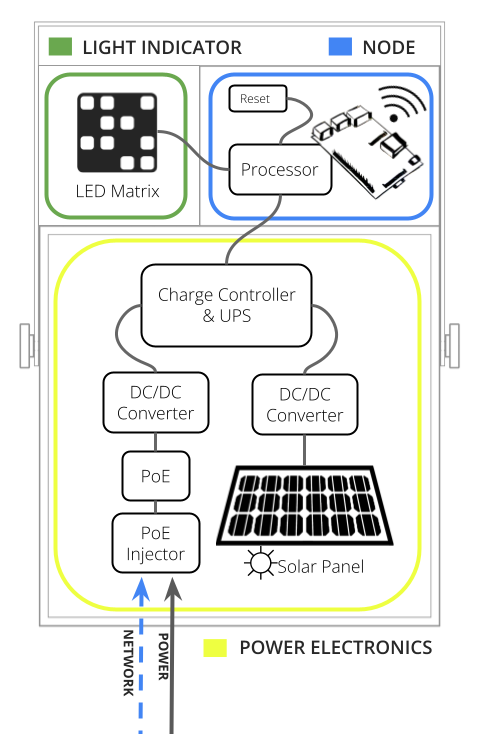 LIGHT INDICATOR
NODE
Reset
Processor
LED Matrix
Charge Controller
& UPS
DC/DC
Converter
DC/DC
Converter
PoE
PoE
Injector
Solar Panel
NETWORK
POWER
POWER ELECTRONICS